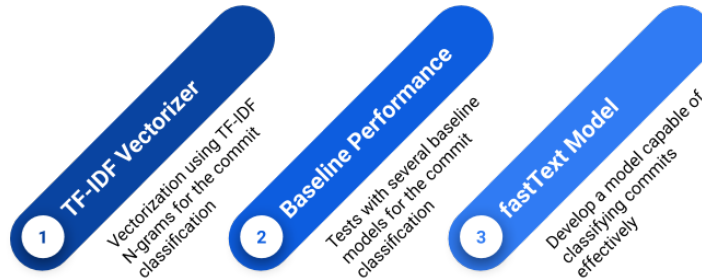 1
TF-IDF Vectorizer
Vectorization using TF-IDF
N-grams for the commit
classification
2
Baseline Performance
Tests with several baseline
models for the commit
classification
3
fastText Model
Develop a model capable of
classifying commits
effectively